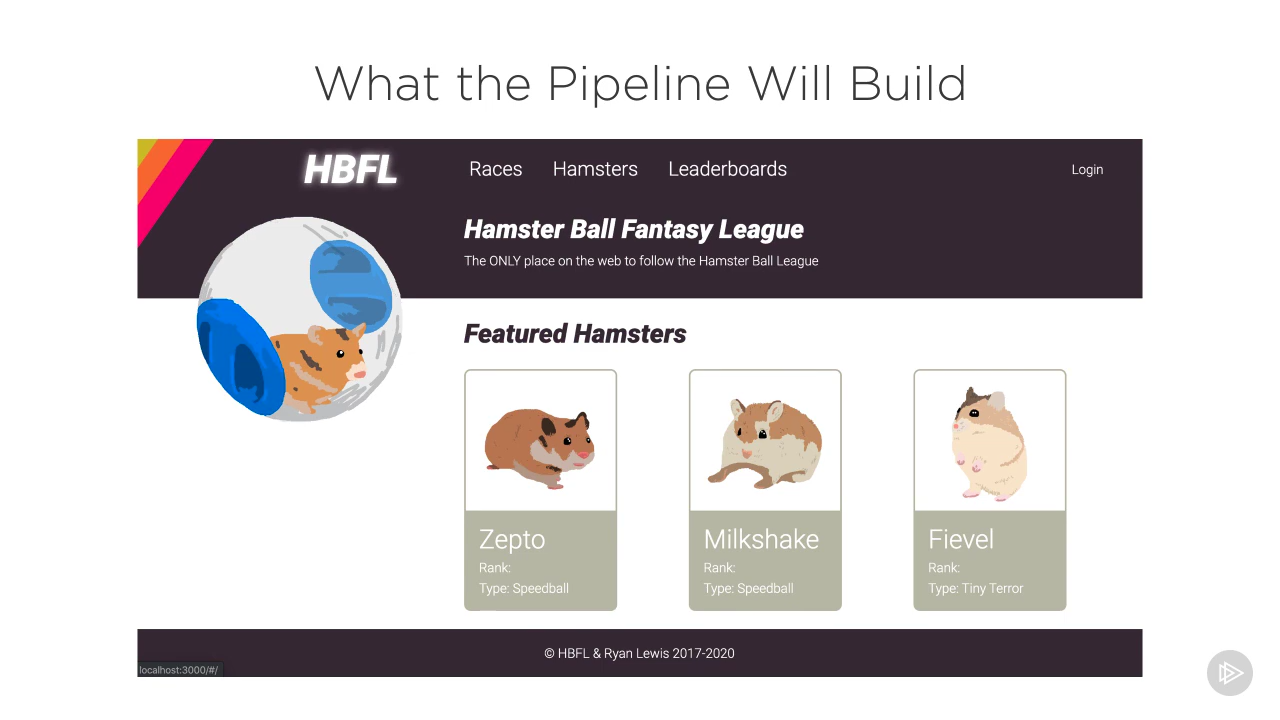 What the Pipeline Will Build
HBFL
Races Hamsters Leaderboards
Login
Hamster Ball Fantasy League
The ONLY place on the web to follow the Hamster Ball League
Featured Hamsters
Zepto
Rank:
Type: Speedball
Milkshake
Rank:
Type: Speedball
Fievel
Rank:
Type: Tiny Terror
© HBFL & Ryan Lewis 2017-2020
localhost:3000/#/